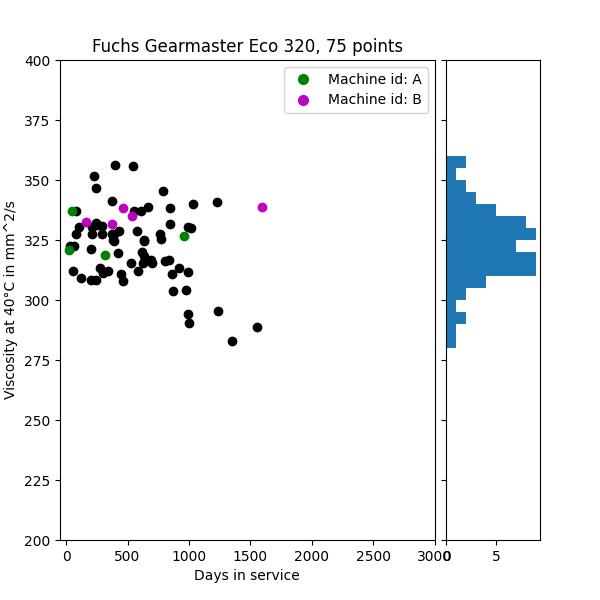 Fuchs Gearmaster Eco 320, 75 points
Machine id: A
Machine id: B
Viscosity at 40°C in mm^2/s
400
375
350
325
300
275
250
225
200
0 500 1000 1500 2000 2500 3000
0 5
Days in service